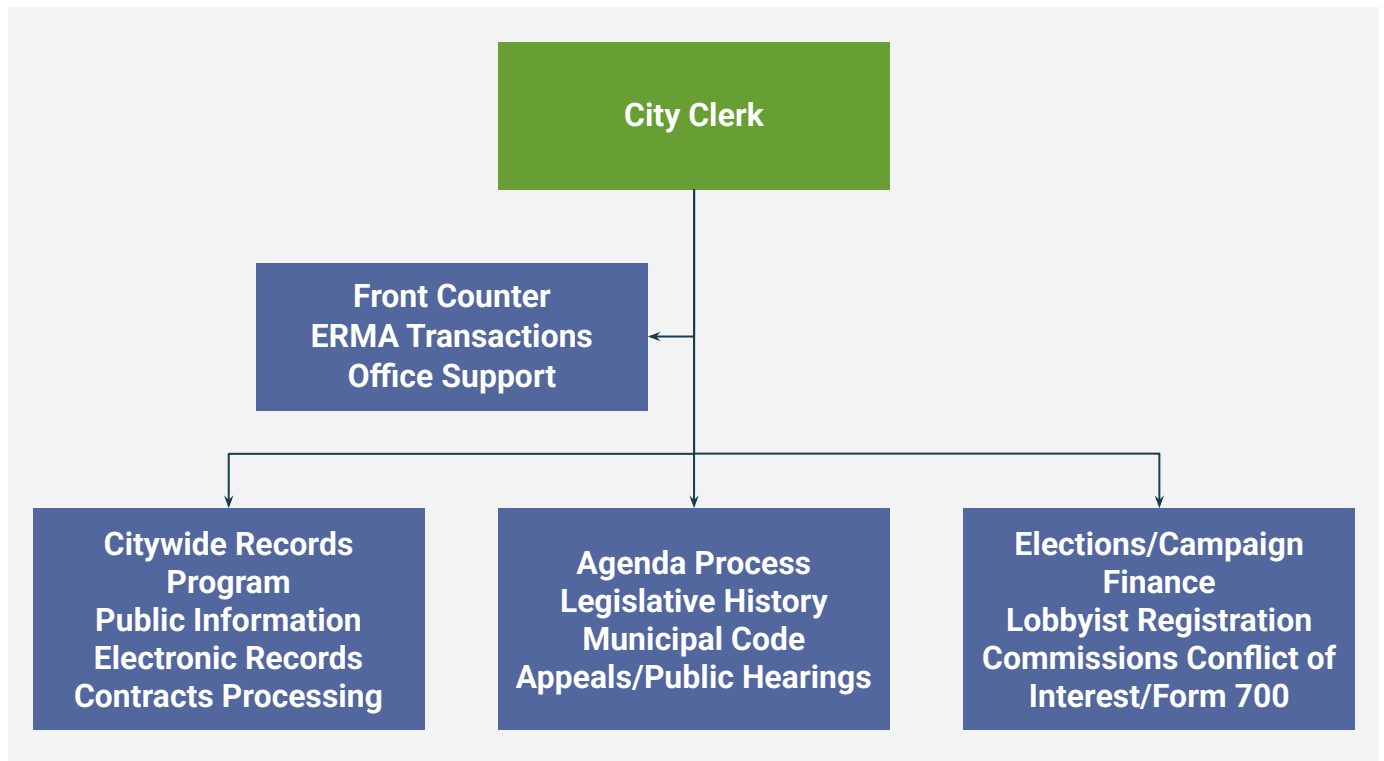 City Clerk
Front Counter
ERMA Transactions
Office Support
Citywide Records
Program
Public Information
Electronic Records
Contracts Processing
Agenda Process
Legislative History
Municipal Code
Appeals/Public Hearings
Elections/Campaign
Finance
Lobbyist Registration
Commissions Conflict of
Interest/Form 700